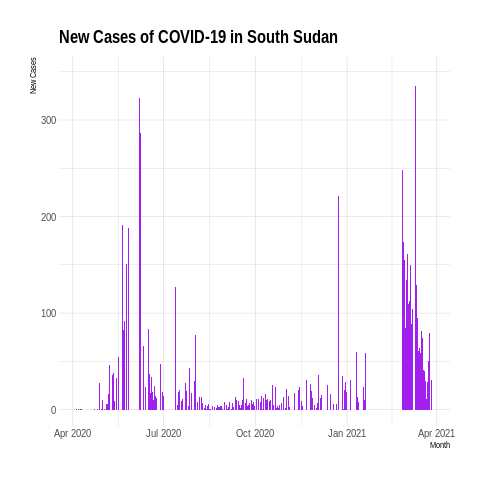 New Cases of COVID-19 in South Sudan
New Cases
300
200
100
0
Apr 2020 Jul 2020 Oct 2020 Jan 2021 Apr 2021
Month